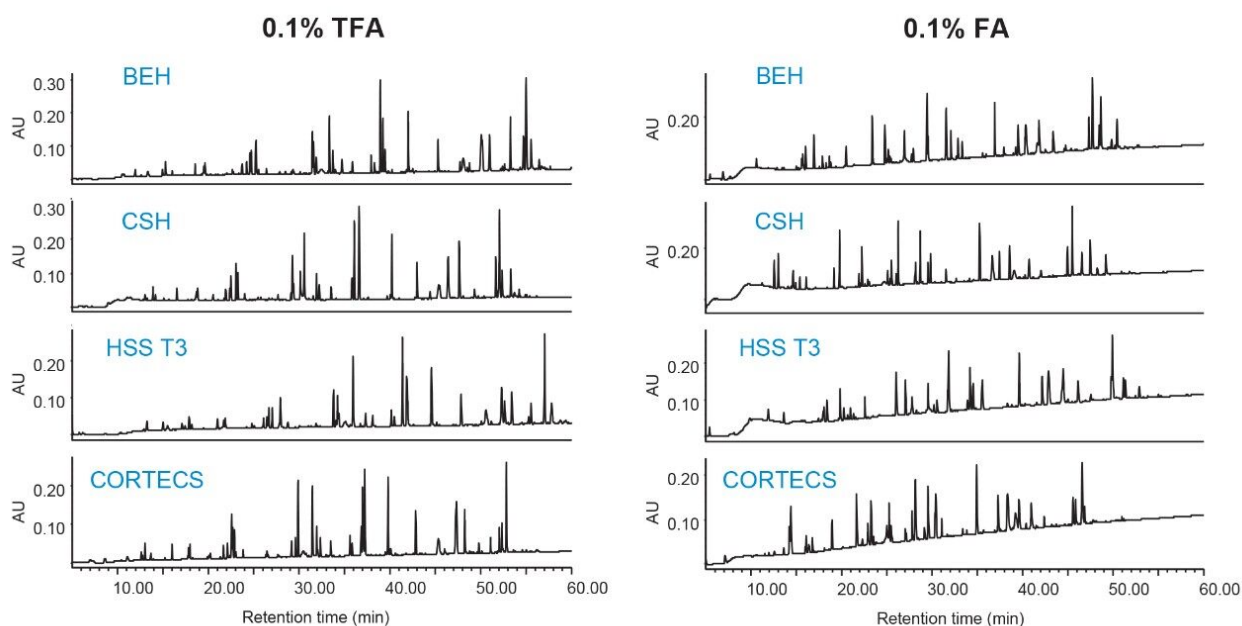 0.1% TFA
BEH
0.30
0.20
0.10
AU
CSH
0.30
0.20
0.10
AU
HSS T3
0.20
0.10
AU
CORTECS
0.20
0.10
AU
10.00 20.00 30.00 40.00 50.00 60.00
Retention time (min)
0.1% FA
BEH
0.20
AU
CSH
0.20
AU
HSS T3
0.20
0.10
AU
CORTECS
0.20
0.10
AU
10.00 20.00 30.00 40.00 50.00 60.00
Retention time (min)